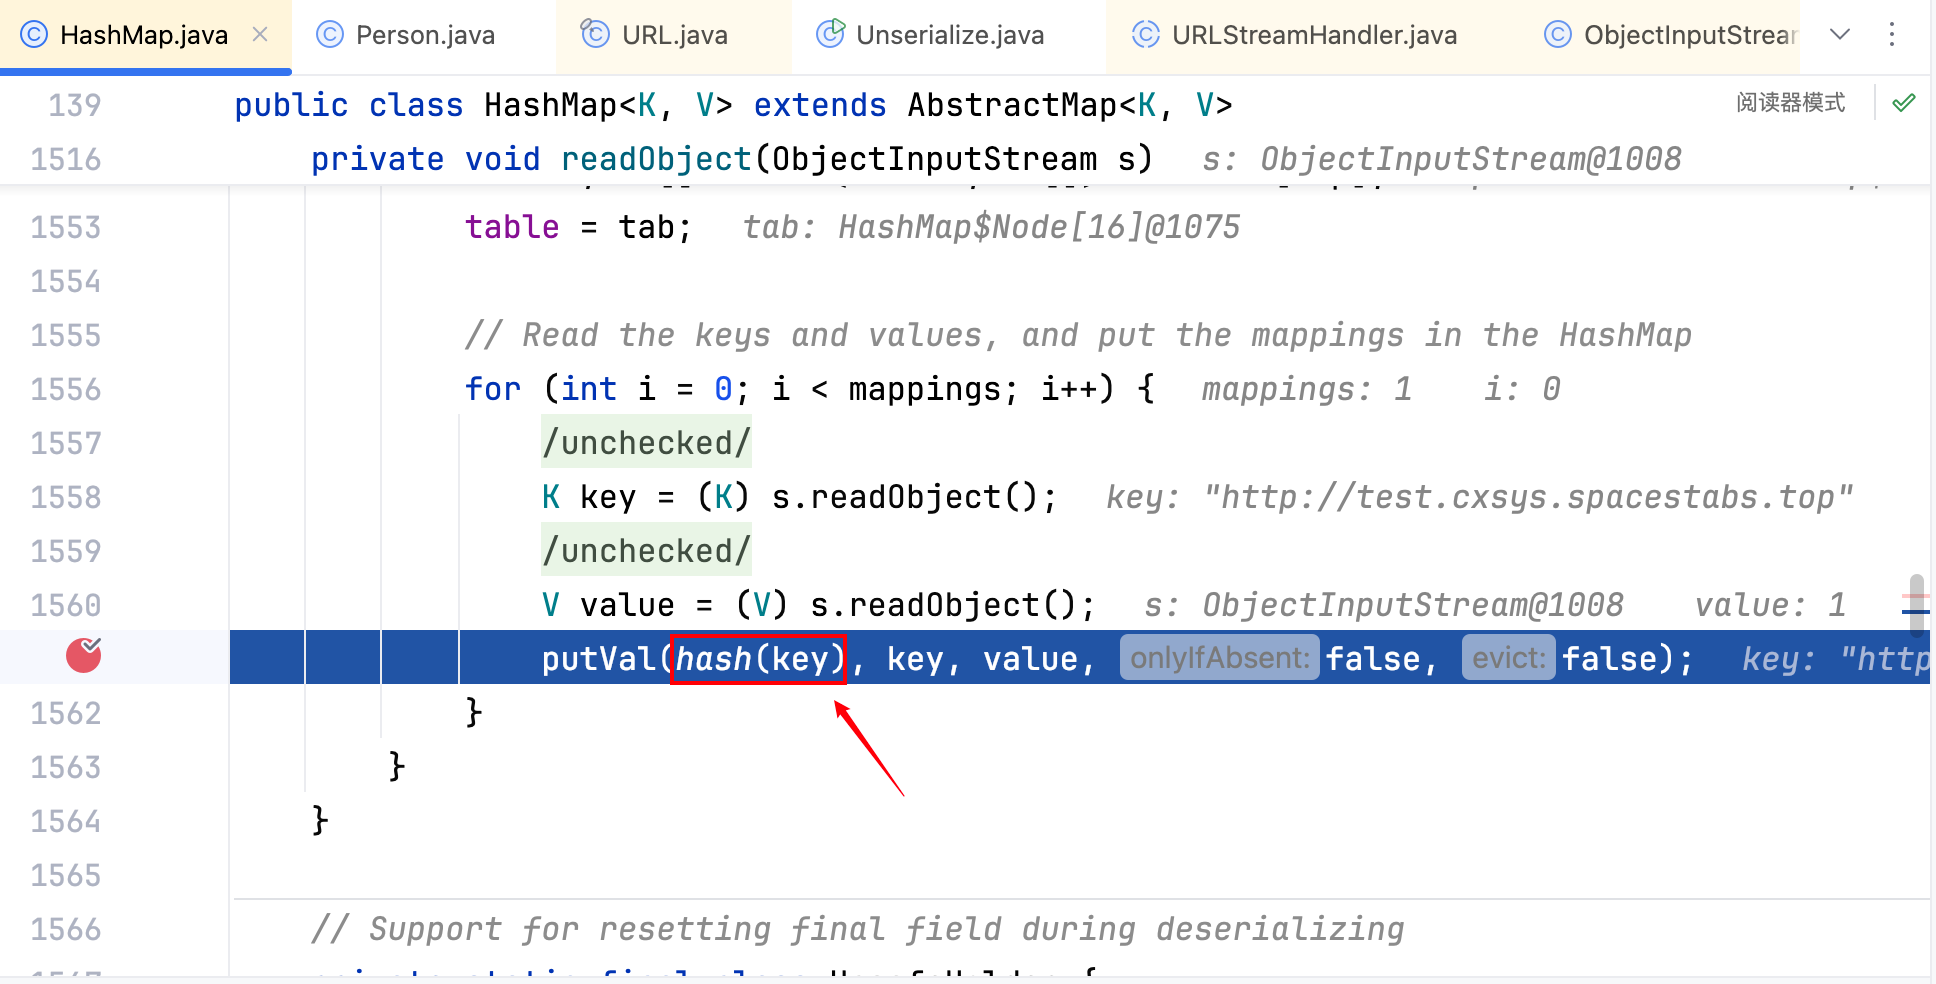 HashMap.java
Person.java
URL.java
Unserialize.java
URLStreamHandler.java
139 public class HashMap<K, V> extends AbstractMap<K, V>
阅读器模式
1516 private void readObject(ObjectInputStream s) s: ObjectInputStream@1008
1553 table = tab; tab: HashMap$Node[16]@1075
1554
1555 // Read the keys and values, and put the mappings in the HashMap
1556 for (int i = 0; i < mappings; i++) { mappings: 1 i: 0
1557 /unchecked/
1558 K key = (K) s.readObject(); key: "http://test.cxsys.spacestabs.top"
1559 /unchecked/
1560 V value = (V) s.readObject(); s: ObjectInputStream@1008 value: 1
putVal(hash(key), key, value, onlyIfAbsent: false, evict: false); key: "http
1562 }
1563 }
1564 }
1565
1566 // Support for resetting final field during deserializing